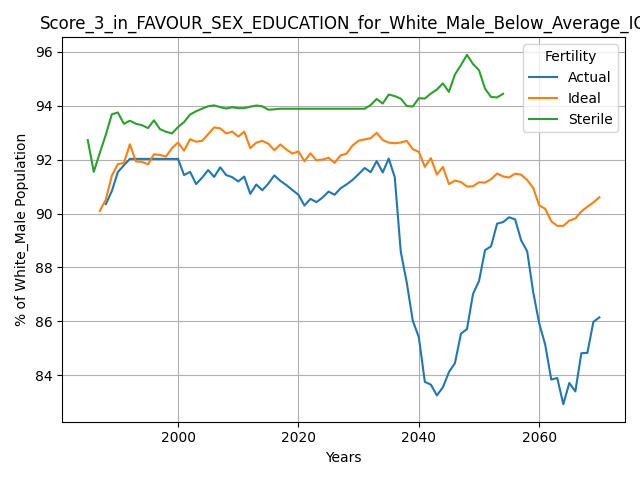 Score_3_in_FAVOUR_SEX_EDUCATION_for_White_Male_Below_Average_IQ
Fertility
Actual
Ideal
Sterile
% of White_Male Population
96
94
92
90
88
86
84
2000
2020
2040
2060
Years